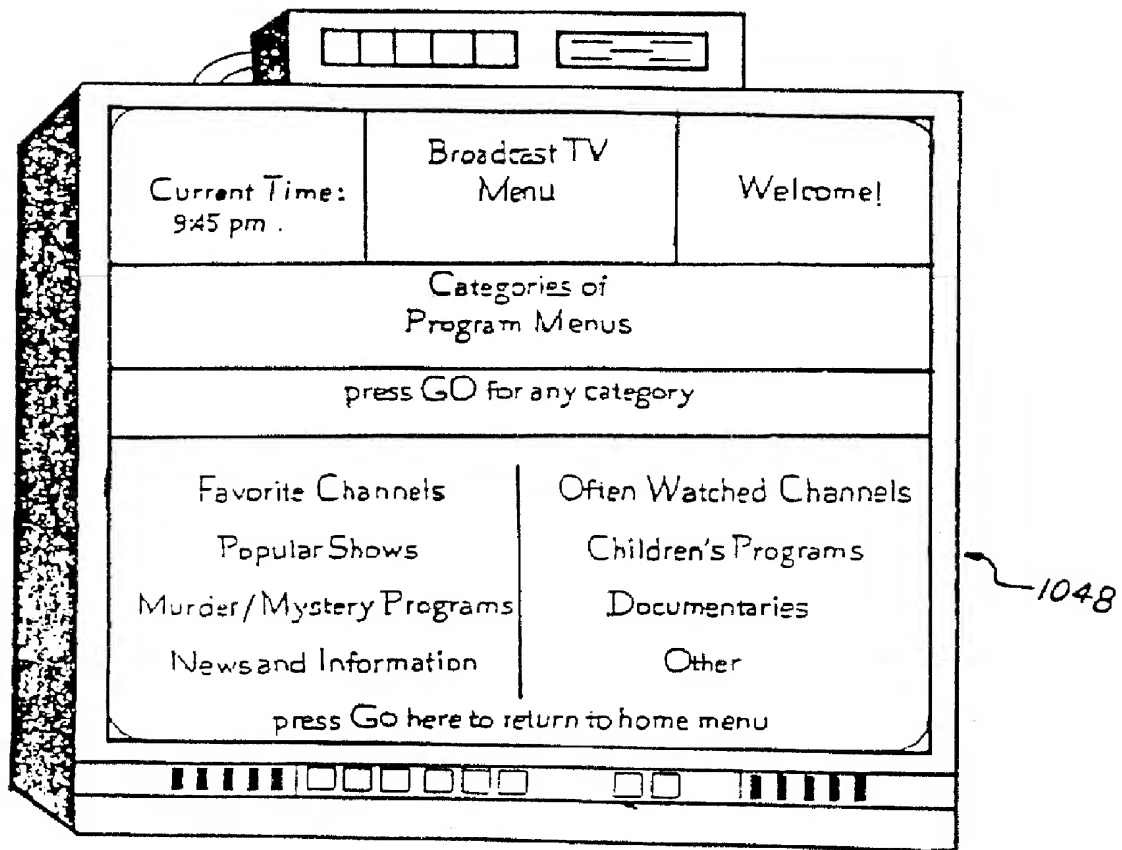 Current Time:
9:45 pm .
Broadcast TV
Menu
Welcome!
Categories of
Program Menus
press GO for any category
Favorite Channels
Popular Shows
Murder/Mystery Programs
News and Information
Often Watched Channels
Children's Programs
Documentaries
Other
press Go here to return to home menu
1048